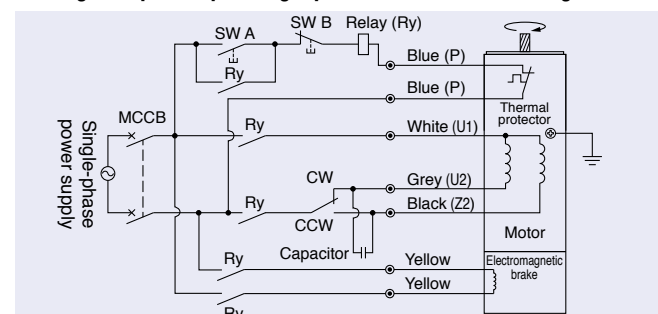 SW A
SW B
Relay (Ry)
Ry
Blue (P)
Blue (P)
Thermal
protector
MCCB
Ry
White (U1)
Single-phase
power supply
CW
Grey (U2)
Ry
Black (Z2)
CCW
Motor
Capacitor
Ry
Yellow
Electromagnetic
brake
Yellow
Ry